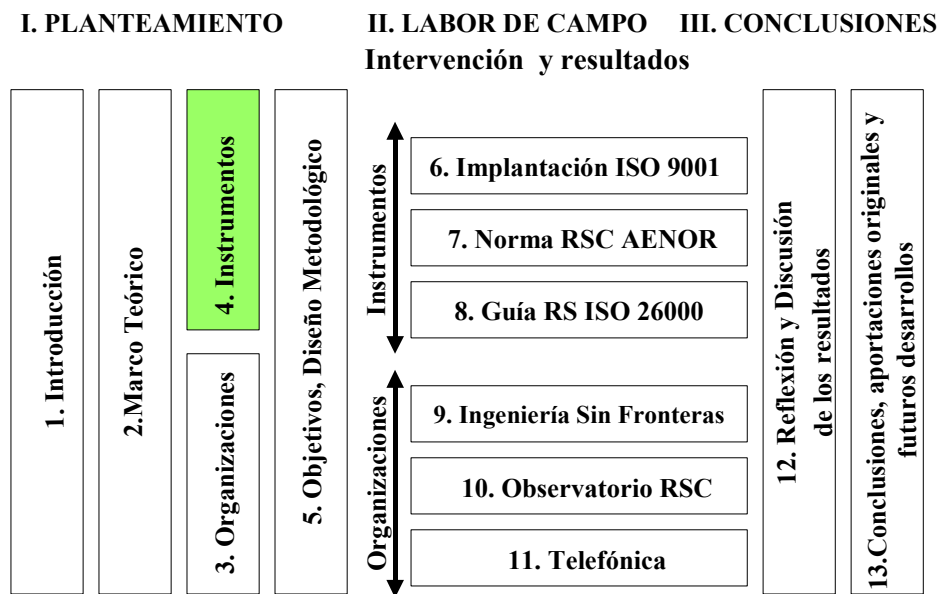 I. PLANTEAMIENTO
II. LABOR DE CAMPO
Intervención y resultados
III. CONCLUSIONES
1. Introducción
2.Marco Teórico
4. Instrumentos
3. Organizaciones
5. Objetivos, Diseño Metodológico
Instrumentos
6. Implantación ISO 9001
7. Norma RSC AENOR
8. Guía RS ISO 26000
Organizaciones
9. Ingeniería Sin Fronteras
10. Observatorio RSC
11. Telefónica
12. Reflexión y Discusión
de los resultados
13.Conclusiones, aportaciones originales y
futuros desarrollos